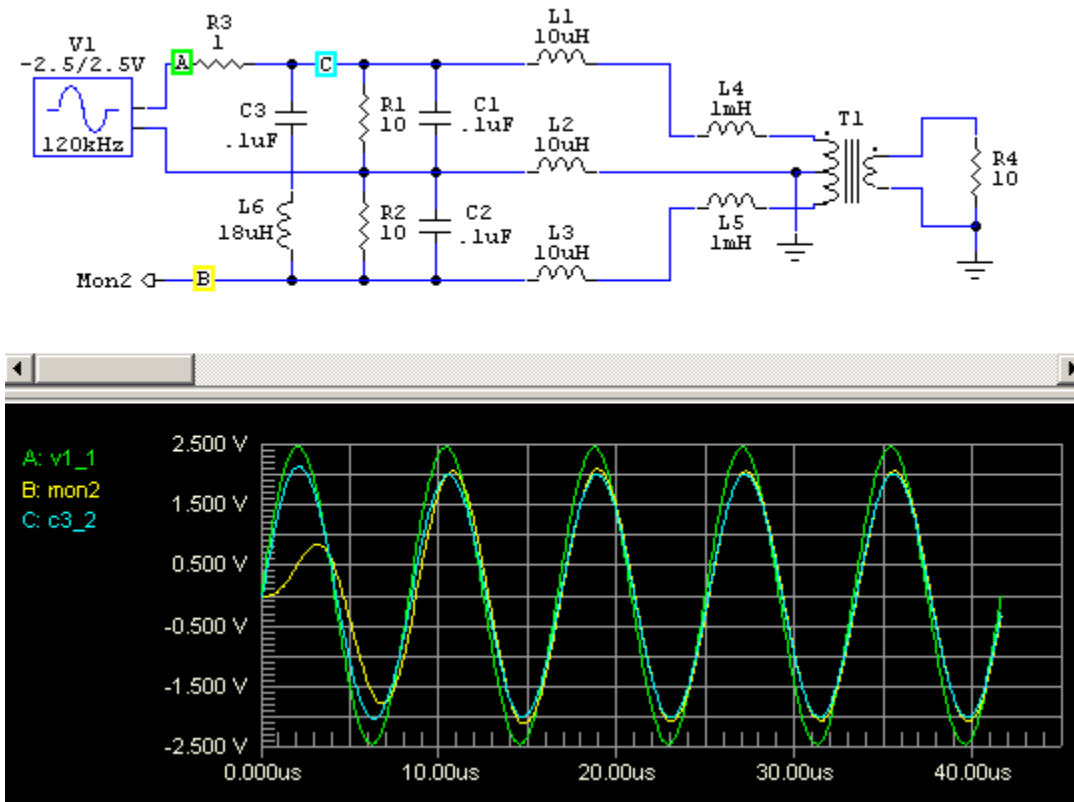 V1
-2.5/2.5V
120kHz
A
R3
1
C
C3
.1uF
R1
10
C1
.1uF
L1
10uH
L2
10uH
L4
1mH
T1
R4
10
L6
18uH
R2
10
C2
.1uF
L3
10uH
L5
1mH
Mon2
B
A: v1_1
B: mon2
C: c3_2
2.500 V
1.500 V
0.500 V
-0.500 V
-1.500 V
-2.500 V
0.000us 10.00us 20.00us 30.00us 40.00us